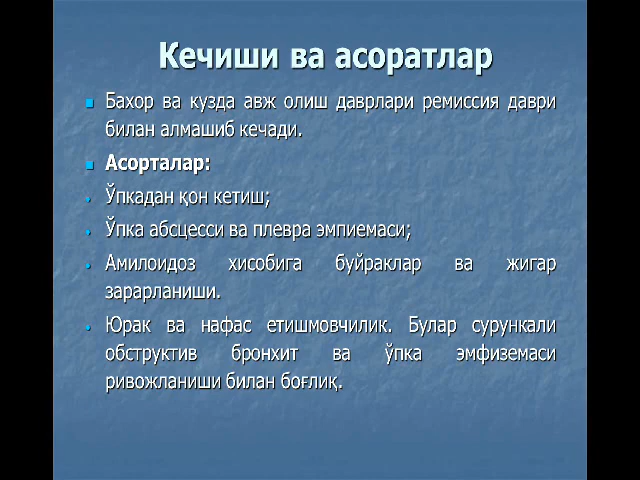 Кечиши ва асоратлар
Бахор ва кузда авж олиш даврлари ремиссия даври
билан алмашиб кечади.
Асорталар:
Ўпкадан қон кетиш;
Ўпка абсцесси ва плевра эмпиемаси;
Амилоидоз хисобига буйраклар ва жигар
зарарланиши.
Юрак ва нафас етишмовчилик. Булар сурункали
обструктив бронхит ва ўпка эмфиземаси
ривожланиши билан боғлиқ.